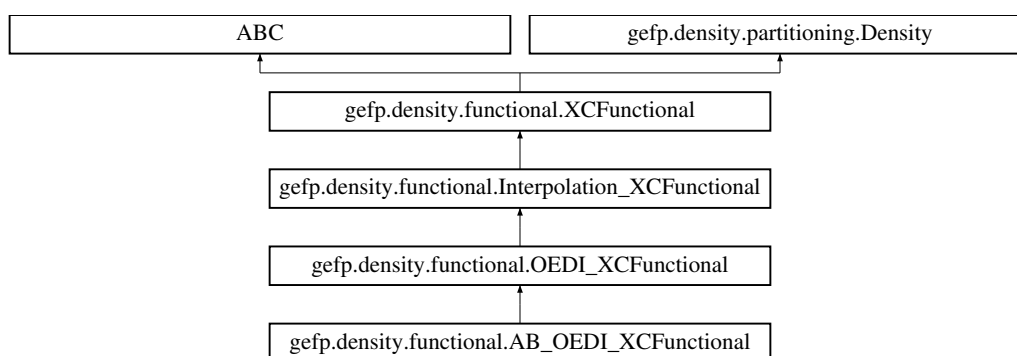 ABC
gefp.density.partitioning.Density
gefp.density.functional.XCFunctional
gefp.density.functional.Interpolation_XCFunctional
gefp.density.functional.OEDI_XCFunctional
gefp.density.functional.AB_OEDI_XCFunctional